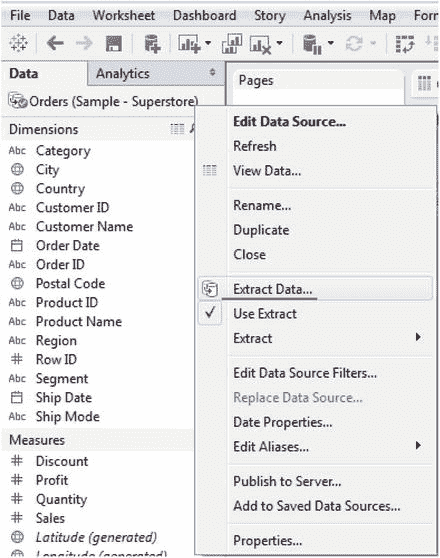 File Data Worksheet Dashboard Story Analysis Map
Data Analytics
Pages
Orders (Sample - Superstore)
Dimensions
Abc Category
City
Country
Abc Customer ID
Abc Customer Name
Order Date
Abc Order ID
Postal Code
Abc Product ID
Abc Product Name
Abc Region
# Row ID
Abc Segment
Ship Date
Abc Ship Mode
Measures
# Discount
# Profit
# Quantity
# Sales
Latitude (generated)
Longitude (generated)
Edit Data Source...
Refresh
View Data...
Rename...
Duplicate
Close
Extract Data...
Use Extract
Extract
Edit Data Source Filters...
Replace Data Source...
Date Properties...
Edit Aliases...
Publish to Server...
Add to Saved Data Sources...
Properties...